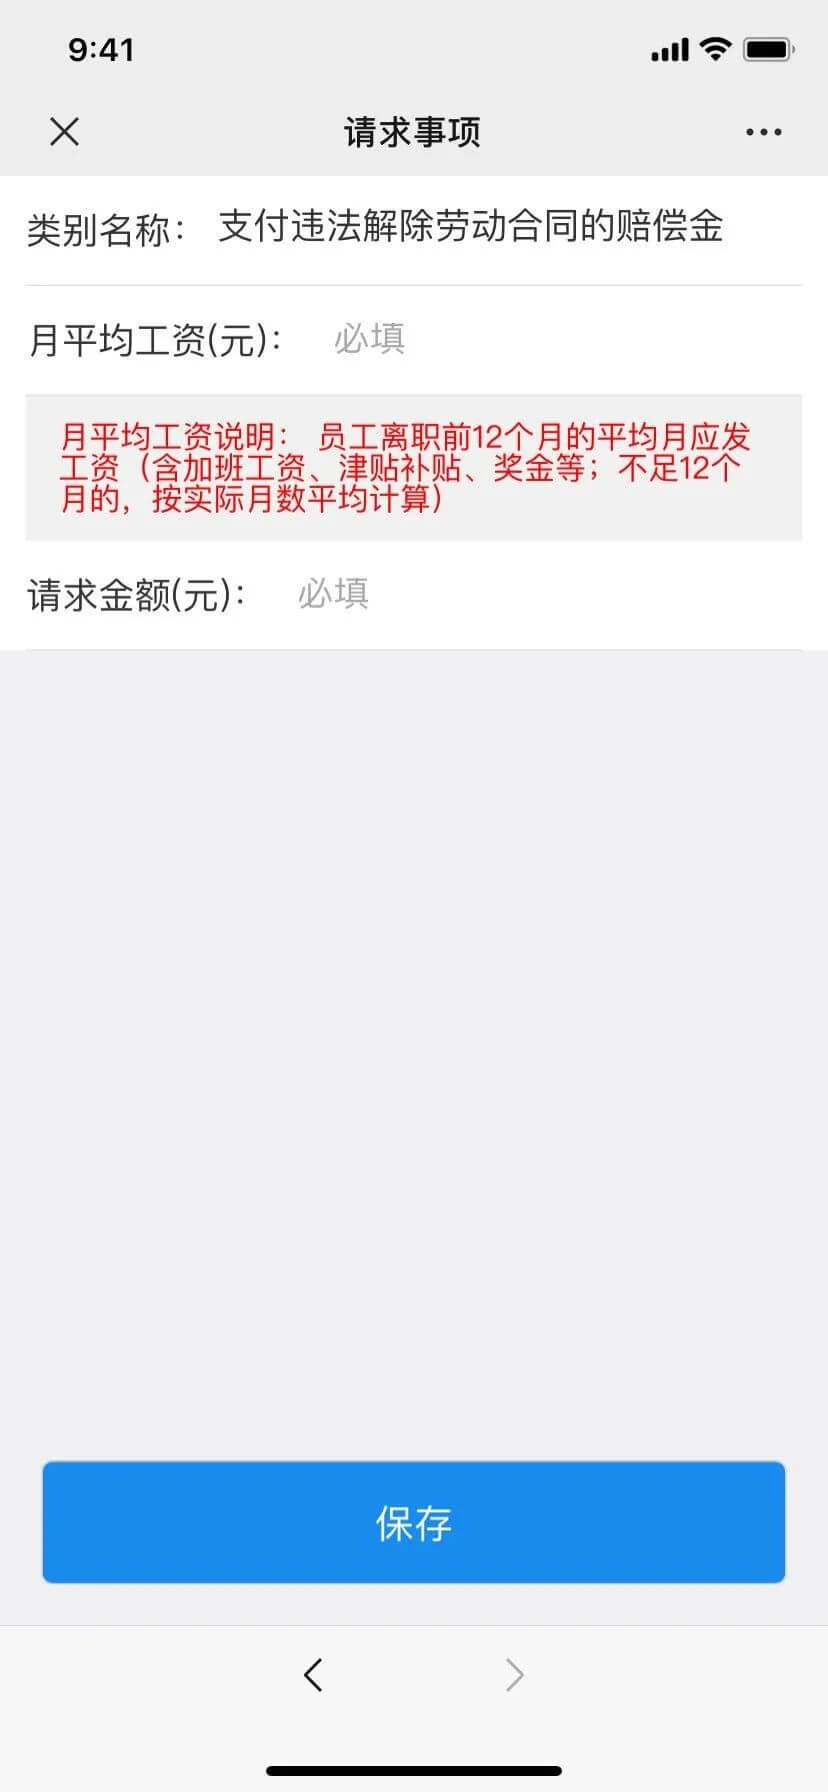 9:41
请求事项
类别名称： 支付违法解除劳动合同的赔偿金
月平均工资(元)： 必填
月平均工资说明： 员工离职前12个月的平均月应发
工资（含加班工资、津贴补贴、奖金等；不足12个
月的，按实际月数平均计算）
请求金额(元)： 必填
保存